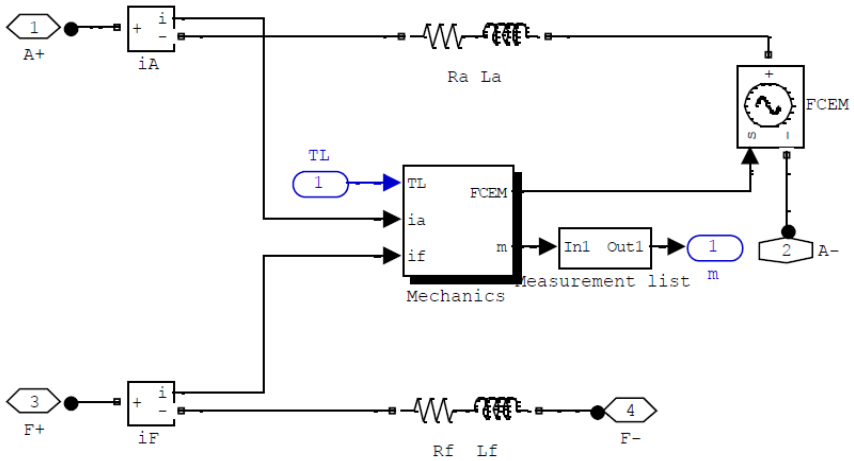 1
A+
+
i
-
iA
Ra La
+
S
-
FCEM
TL
1
TL
ia
if
FCEM
m
Mechanics
In1 Out1
Measurement list
1
m
2
A-
3
F+
+
i
-
iF
Rf Lf
4
F-